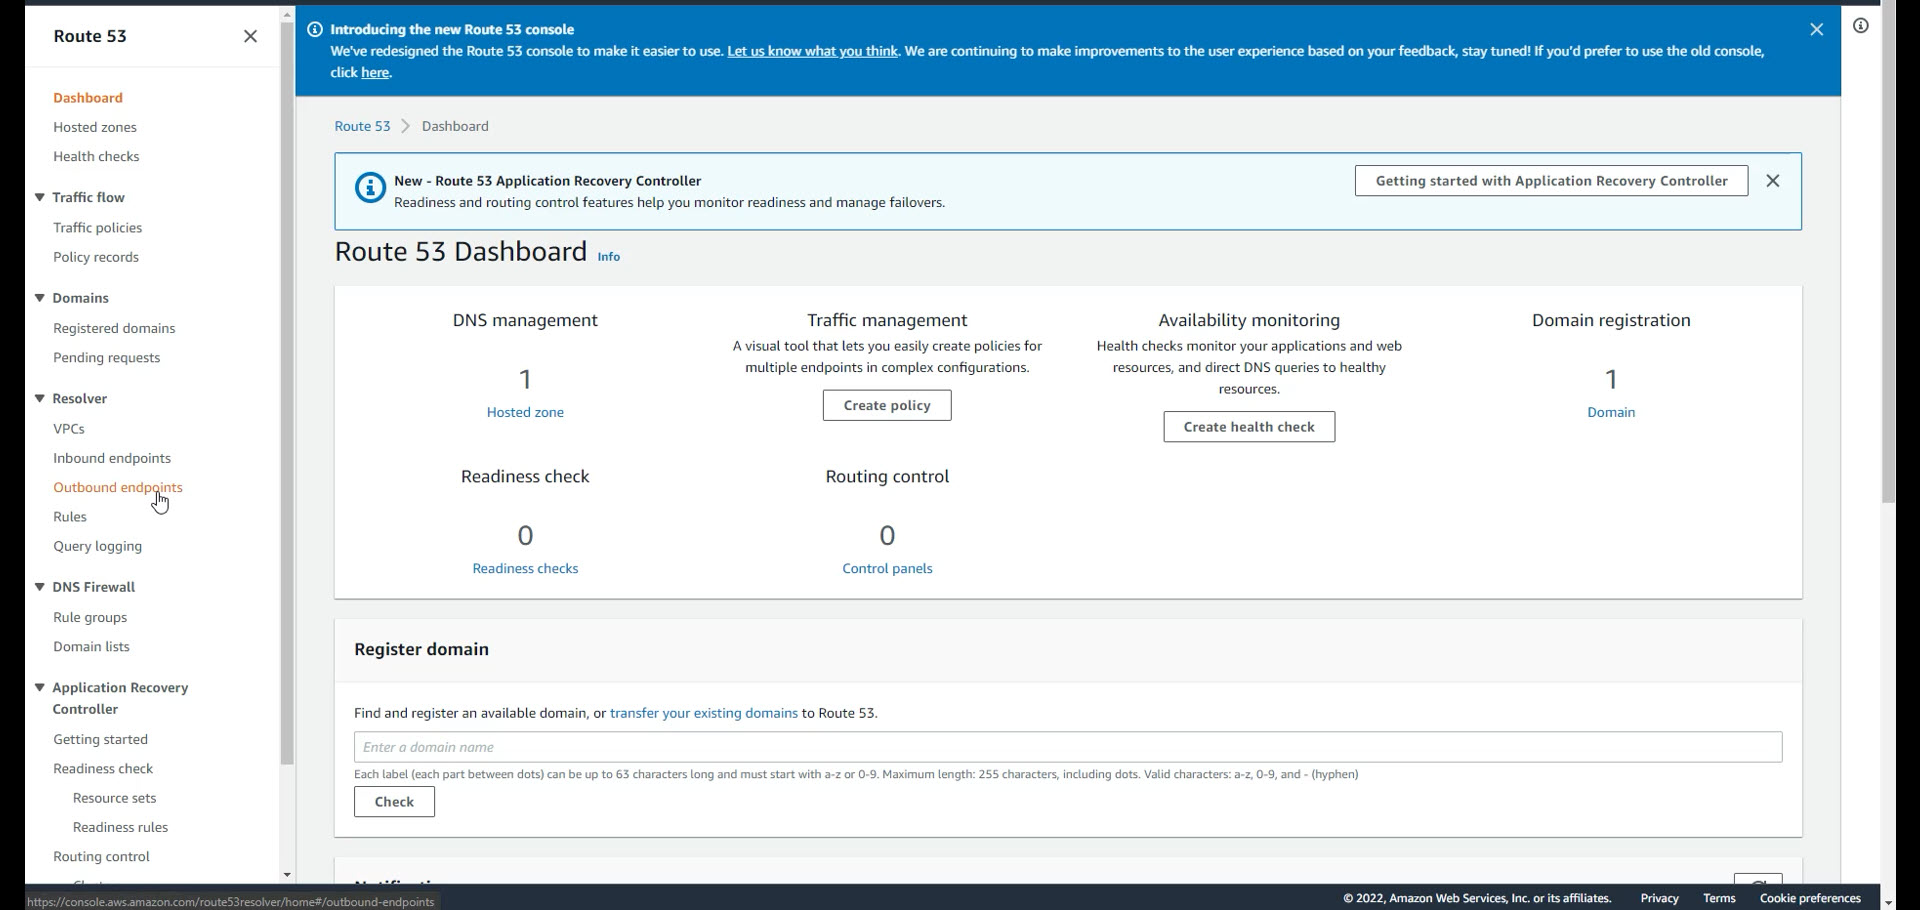 Route 53
Dashboard
Hosted zones
Health checks
Traffic flow
Traffic policies
Policy records
Domains
Registered domains
Pending requests
Resolver
VPCs
Inbound endpoints
Outbound endpoints
Rules
Query logging
DNS Firewall
Rule groups
Domain lists
Application Recovery
Controller
Getting started
Readiness check
Resource sets
Readiness rules
Routing control
Introducing the new Route 53 console
We've redesigned the Route 53 console to make it easier to use. Let us know what you think. We are continuing to make improvements to the user experience based on your feedback, stay tuned! If you'd prefer to use the old console,
click here.
Route 53 Dashboard
New - Route 53 Application Recovery Controller
Readiness and routing control features help you monitor readiness and manage failovers.
Getting started with Application Recovery Controller
Route 53 Dashboard Info
DNS management
1
Hosted zone
Traffic management
A visual tool that lets you easily create policies for
multiple endpoints in complex configurations.
Create policy
Availability monitoring
Health checks monitor your applications and web
resources, and direct DNS queries to healthy
resources.
Create health check
Domain registration
1
Domain
Readiness check
0
Readiness checks
Routing control
0
Control panels
Register domain
Find and register an available domain, or transfer your existing domains to Route 53.
Enter a domain name
Each label (each part between dots) can be up to 63 characters long and must start with a-z or 0-9. Maximum length: 255 characters, including dots. Valid characters: a-z, 0-9, and - (hyphen)
Check
https://console.aws.amazon.com/route53resolver/home#/outbound-endpoints
© 2022, Amazon Web Services, Inc. or its affiliates. Privacy Terms Cookie preferences